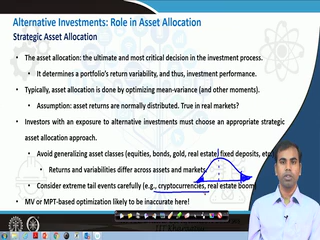 Alternative Investments: Role in Asset Allocation
Strategic Asset Allocation
• The asset allocation: the ultimate and most critical decision in the investment process.
• It determines a portfolio's return variability, and thus, investment performance.
• Typically, asset allocation is done by optimizing mean-variance (and other moments).
• Assumption: asset returns are normally distributed. True in real markets?
• Investors with an exposure to alternative investments must choose an appropriate strategic
asset allocation approach.
• Avoid generalizing asset classes (equities, bonds, gold, real estate, fixed deposits, etc.)
• Returns and variabilities differ across assets and markets.
• Consider extreme tail events carefully (e.g., cryptocurrencies, real estate boom)
• MV or MPT-based optimization likely to be inaccurate here!